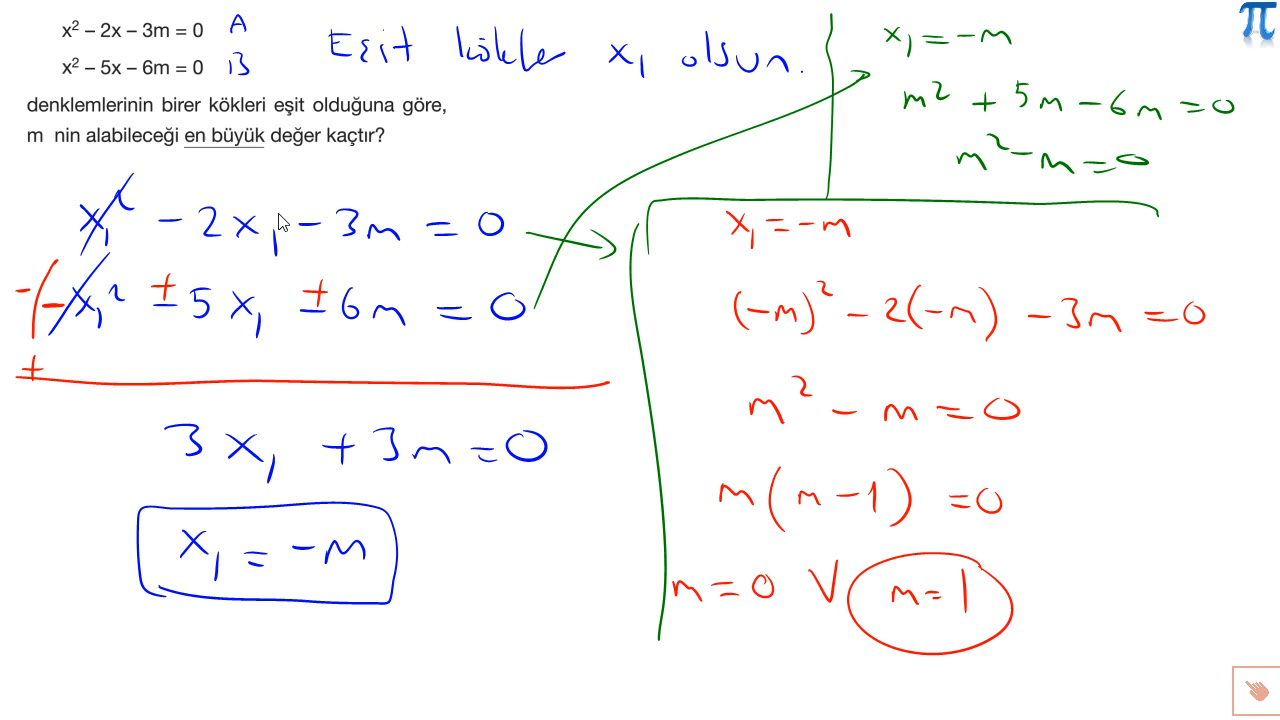 x² – 2x – 3m = 0 A
x² – 5x – 6m = 0 B
denklemlerinin birer kökleri eşit olduğuna göre,
m nin alabileceği en büyük değer kaçtır?
Eşit kökler x₁ olsun.
x₁² – 2x₁ – 3m = 0
-/ –x₁² ± 5x₁ ± 6m = 0
+
3x₁ + 3m = 0
x₁ = –m
x₁ = –m
m² + 5m – 6m = 0
m² – m = 0
x₁ = –m
(–m)² – 2(–m) – 3m = 0
m² – m = 0
m(m – 1) = 0
m = 0 ∨ m = 1
π